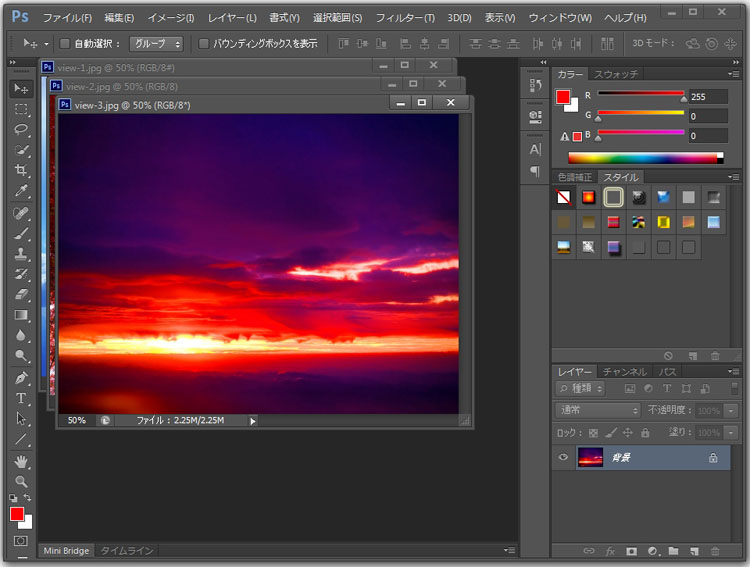 Ps ファイル(F) 編集(E) イメージ(I) レイヤー(L) 書式(Y) 選択範囲(S) フィルター(T) 3D(D) 表示(V) ウィンドウ(W) ヘルプ(H)
自動選択： グループ バウンディングボックスを表示 3D モード：
Ps view-1.jpg @ 50% (RGB/8#)
Ps view-2.jpg @ 50% (RGB/8)
Ps view-3.jpg @ 50% (RGB/8*)
50% ファイル：2.25M/2.25M
Mini Bridge タイムライン
A
T
カラー スウォッチ
R 255
G 0
B 0
色調補正 スタイル
レイヤー チャンネル パス
種類 T
通常 不透明度： 100%
ロック： 塗り： 100%
背景
fx